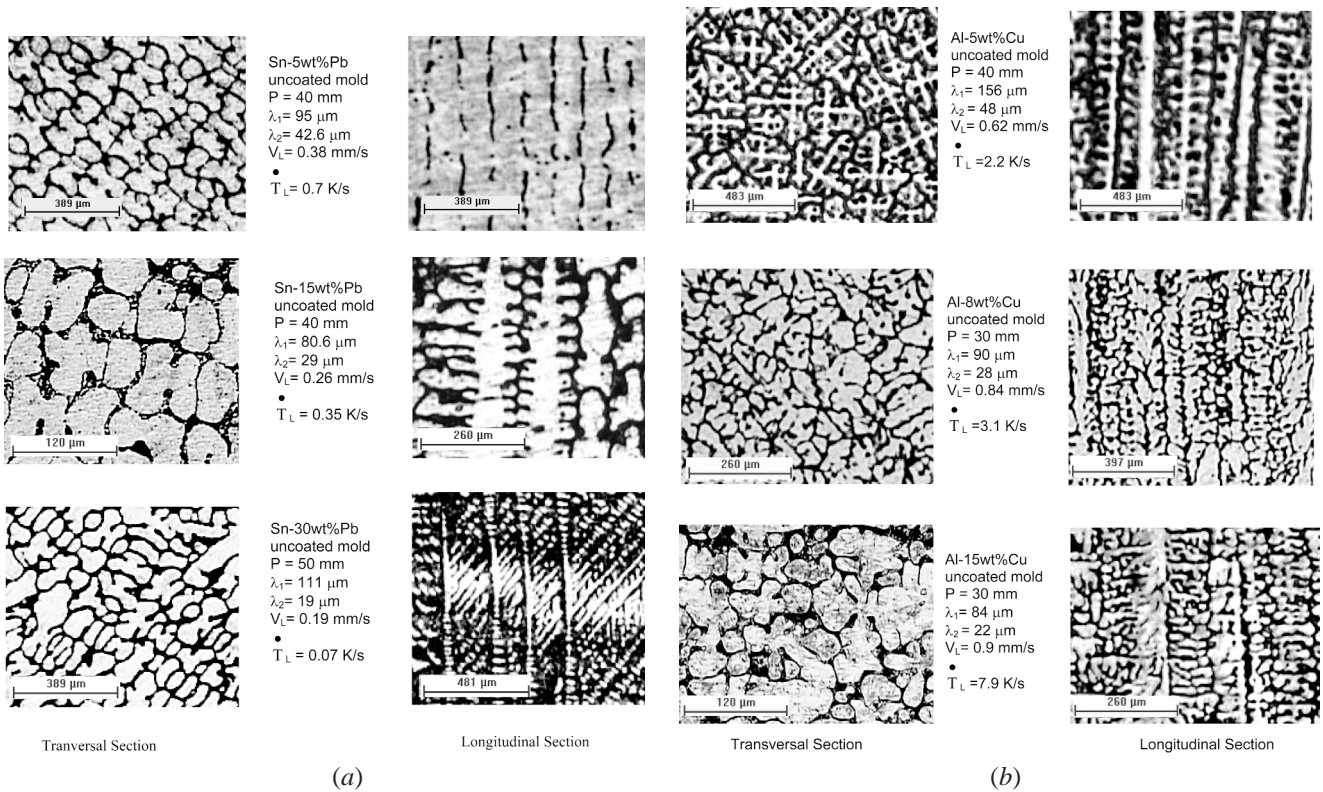 Sn-5wt%Pb
uncoated mold
P = 40 mm
λ1= 95 μm
λ2= 42.6 μm
VL= 0.38 mm/s
•
TL= 0.7 K/s
389 μm
389 μm
Sn-15wt%Pb
uncoated mold
P = 40 mm
λ1= 80.6 μm
λ2= 29 μm
VL= 0.26 mm/s
•
TL= 0.35 K/s
120 μm
260 μm
Sn-30wt%Pb
uncoated mold
P = 50 mm
λ1= 111 μm
λ2= 19 μm
VL= 0.19 mm/s
•
TL = 0.07 K/s
389 μm
481 μm
Tranversal Section
Longitudinal Section
(a)
Al-5wt%Cu
uncoated mold
P = 40 mm
λ1= 156 μm
λ2= 48 μm
VL= 0.62 mm/s
•
TL =2.2 K/s
483 μm
483 μm
Al-8wt%Cu
uncoated mold
P = 30 mm
λ1= 90 μm
λ2= 28 μm
VL= 0.84 mm/s
•
TL =3.1 K/s
260 μm
397 μm
Al-15wt%Cu
uncoated mold
P = 30 mm
λ1= 84 μm
λ2= 22 μm
VL= 0.9 mm/s
•
TL =7.9 K/s
120 μm
260 μm
Transversal Section
Longitudinal Section
(b)